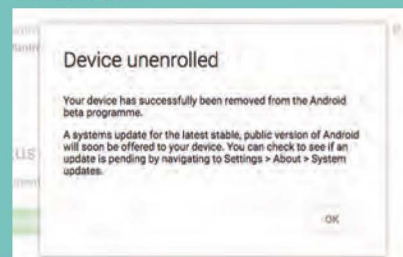 Device unenrolled
Your device has successfully been removed from the Android
beta programme.
A systems update for the latest stable, public version of Android
will soon be offered to your device. You can check to see if an
update is pending by navigating to Settings > About > System
updates.
OK